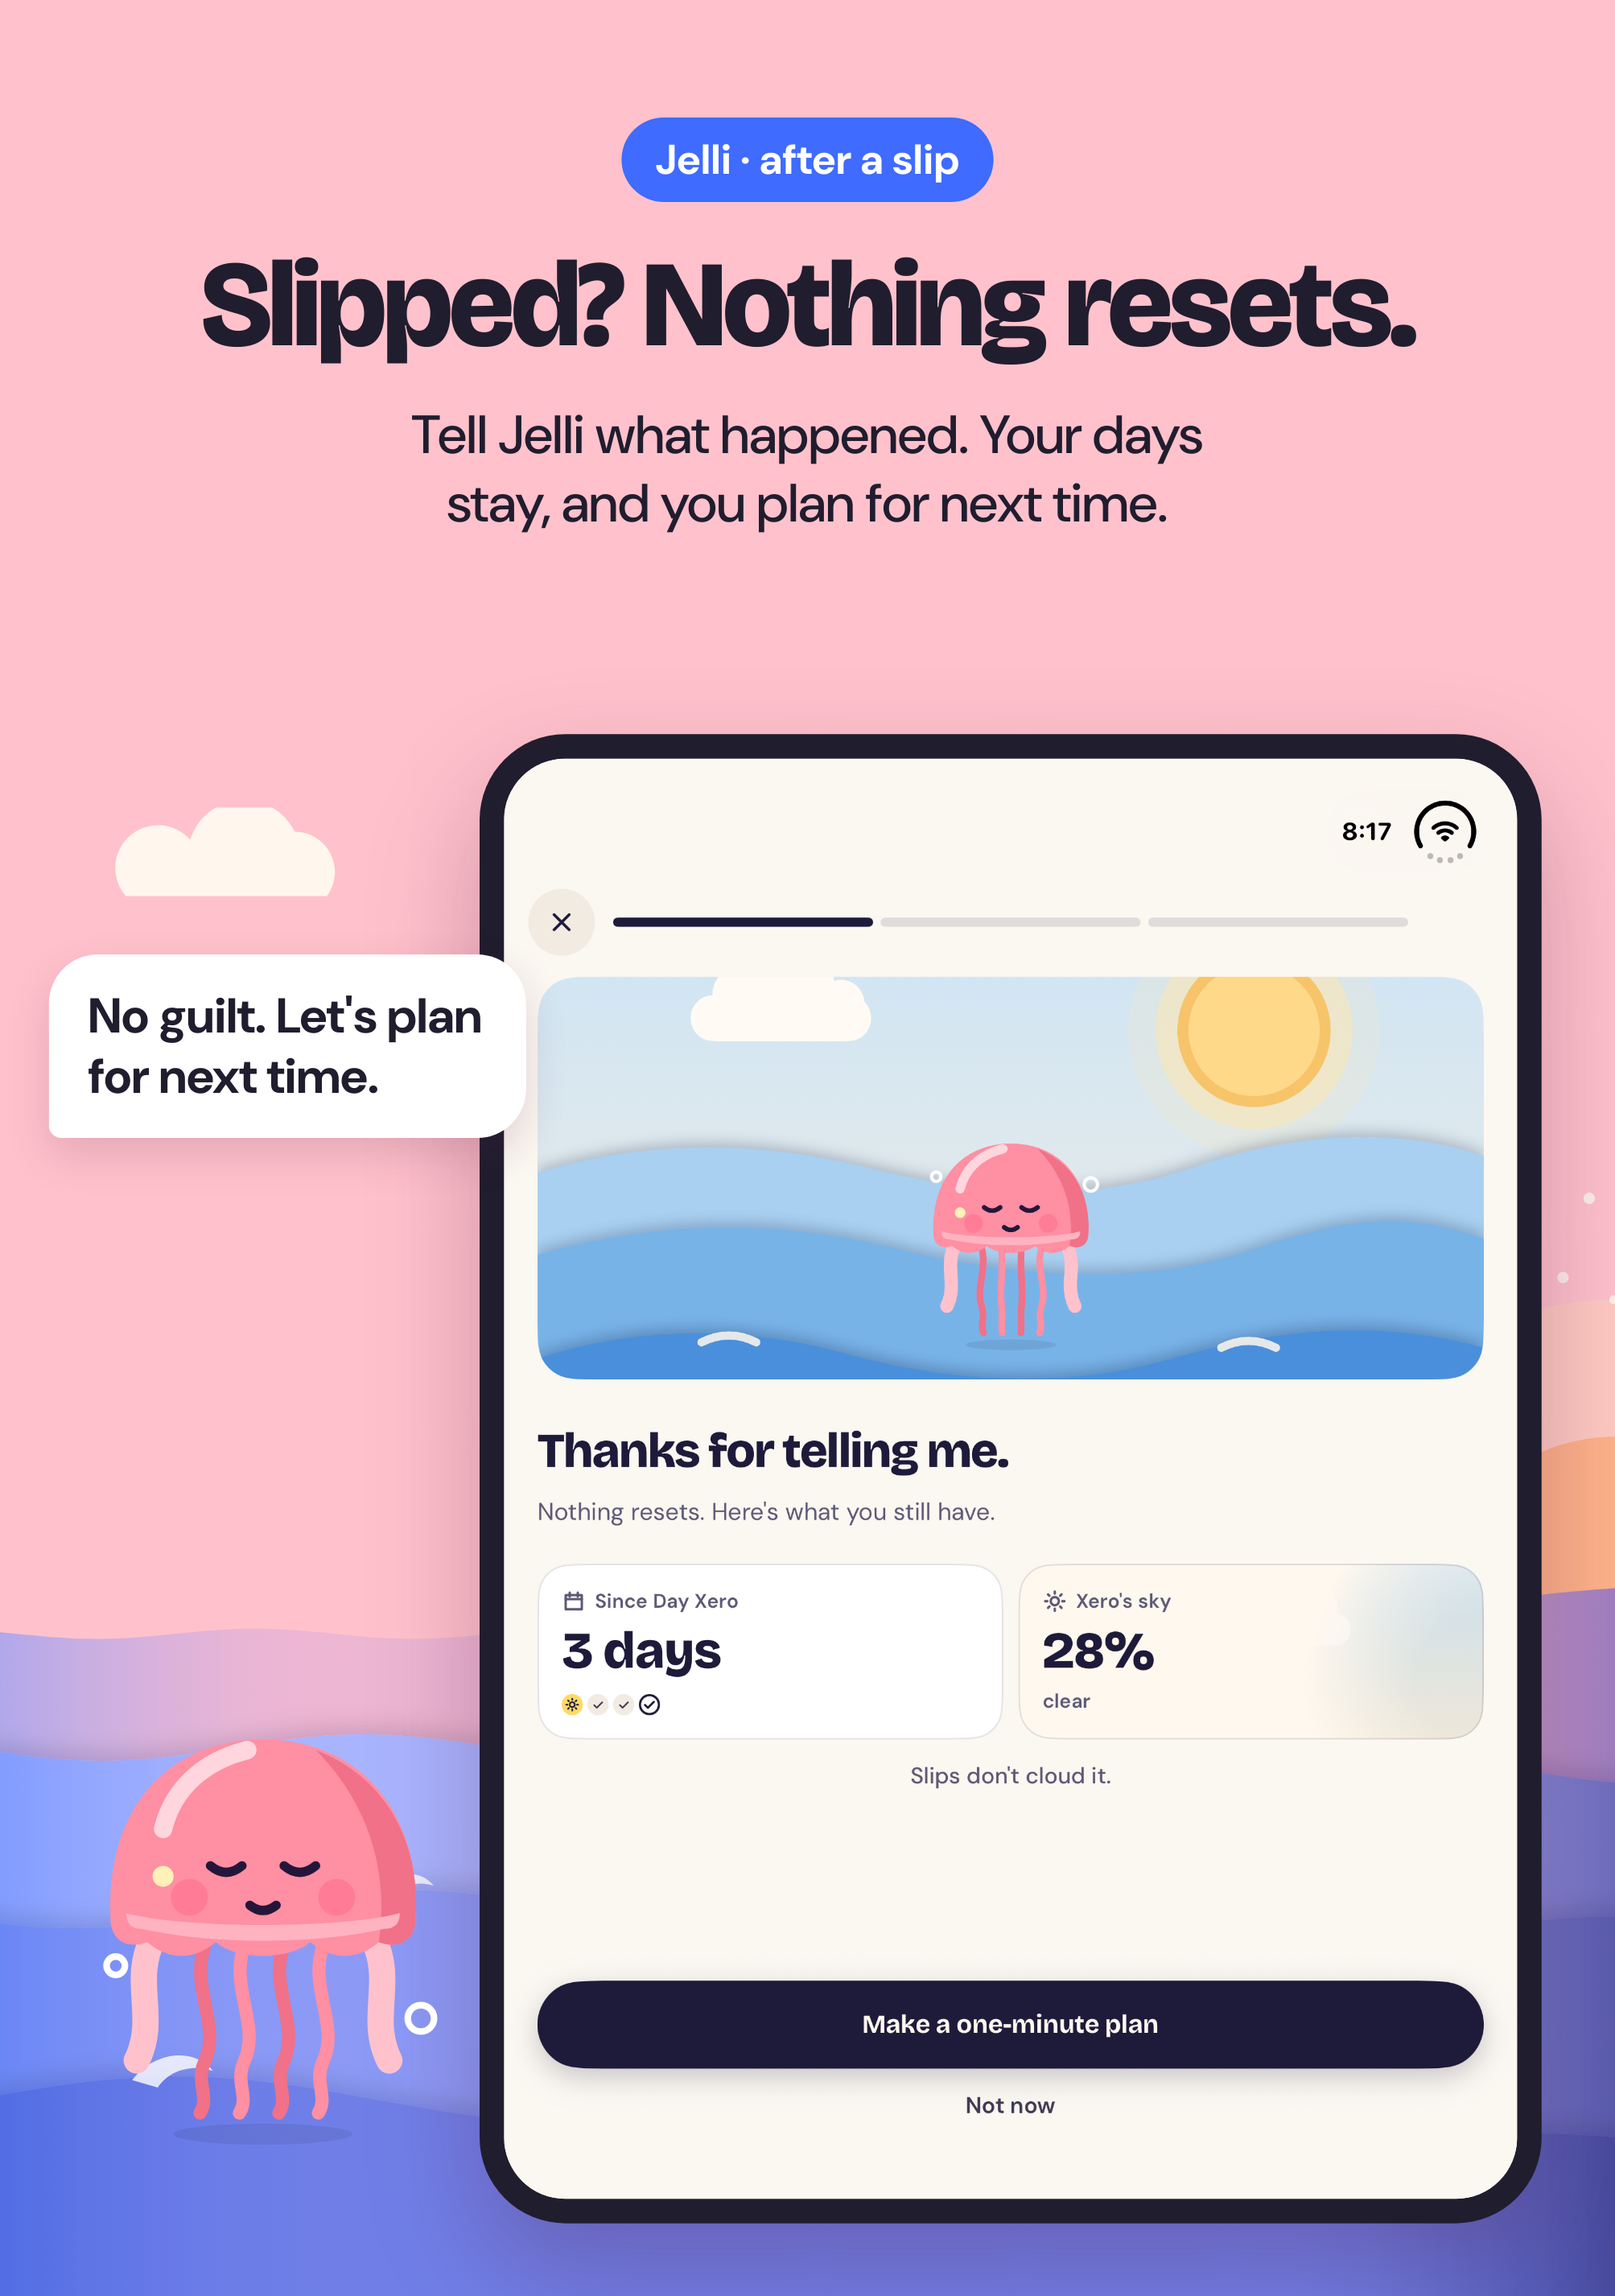 Jelli · after a slip
Slipped? Nothing resets.
Tell Jelli what happened. Your days
stay, and you plan for next time.
8:17
No guilt. Let's plan
for next time.
Thanks for telling me.
Nothing resets. Here's what you still have.
Since Day Xero
3 days
Xero's sky
28%
clear
Slips don't cloud it.
Make a one-minute plan
Not now